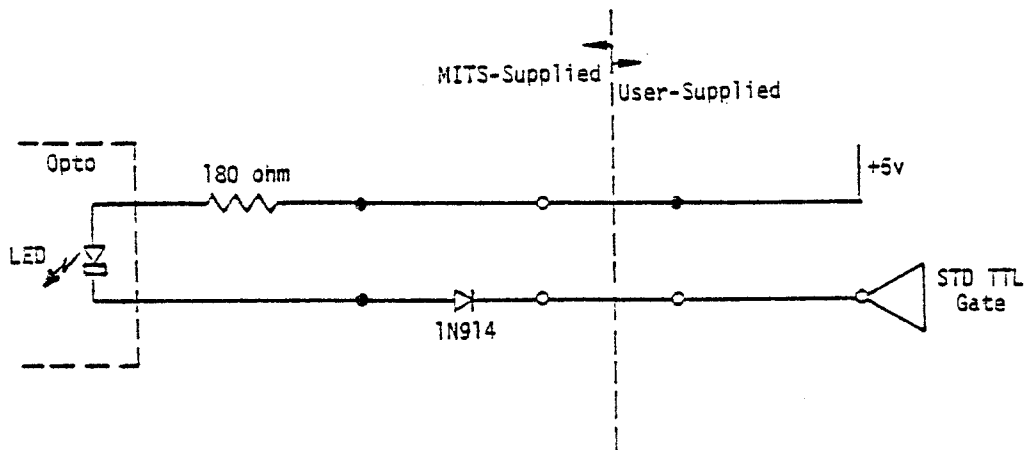 MITS-Supplied
User-Supplied
Opto
180 ohm
+5v
LED
1N914
STD TTL
Gate